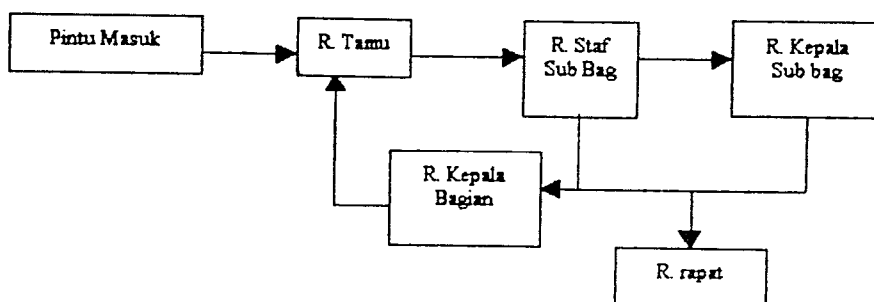 Pintu Masuk
R. Tamu
R. Staf
Sub Bag
R. Kepala
Sub bag
R. Kepala
Bagian
R. rapat